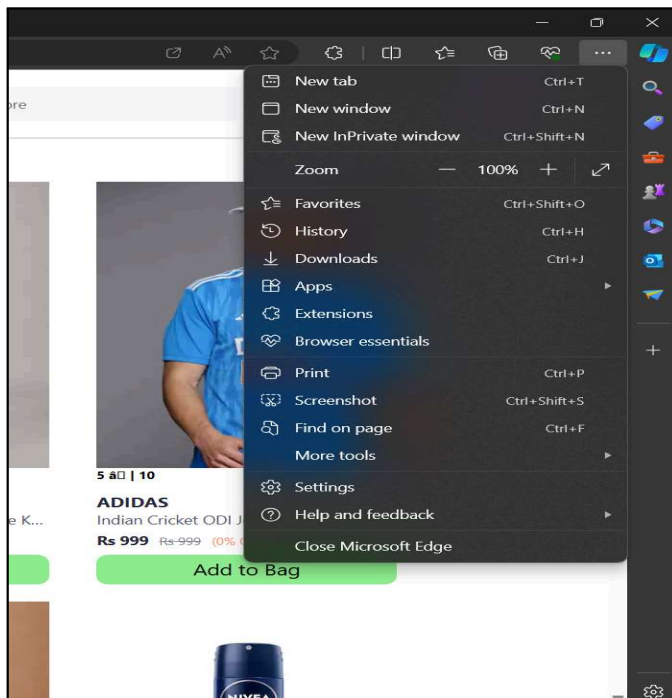 ore
New tab Ctrl+T
New window Ctrl+N
New InPrivate window Ctrl+Shift+N
Zoom — 100% +
Favorites Ctrl+Shift+O
History Ctrl+H
Downloads Ctrl+J
Apps
Extensions
Browser essentials
Print Ctrl+P
Screenshot Ctrl+Shift+S
Find on page Ctrl+F
More tools
Settings
Help and feedback
Close Microsoft Edge
5 â | 10
ADIDAS
e K... Indian Cricket ODI J
Rs 999 Rs 999 (0%
Add to Bag
NIVEA